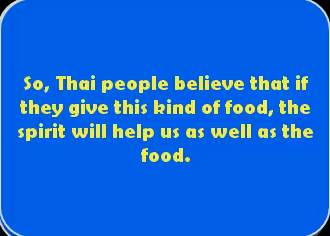 So, Thai people believe that if
they give this kind of food, the
spirit will help us as well as the
food.